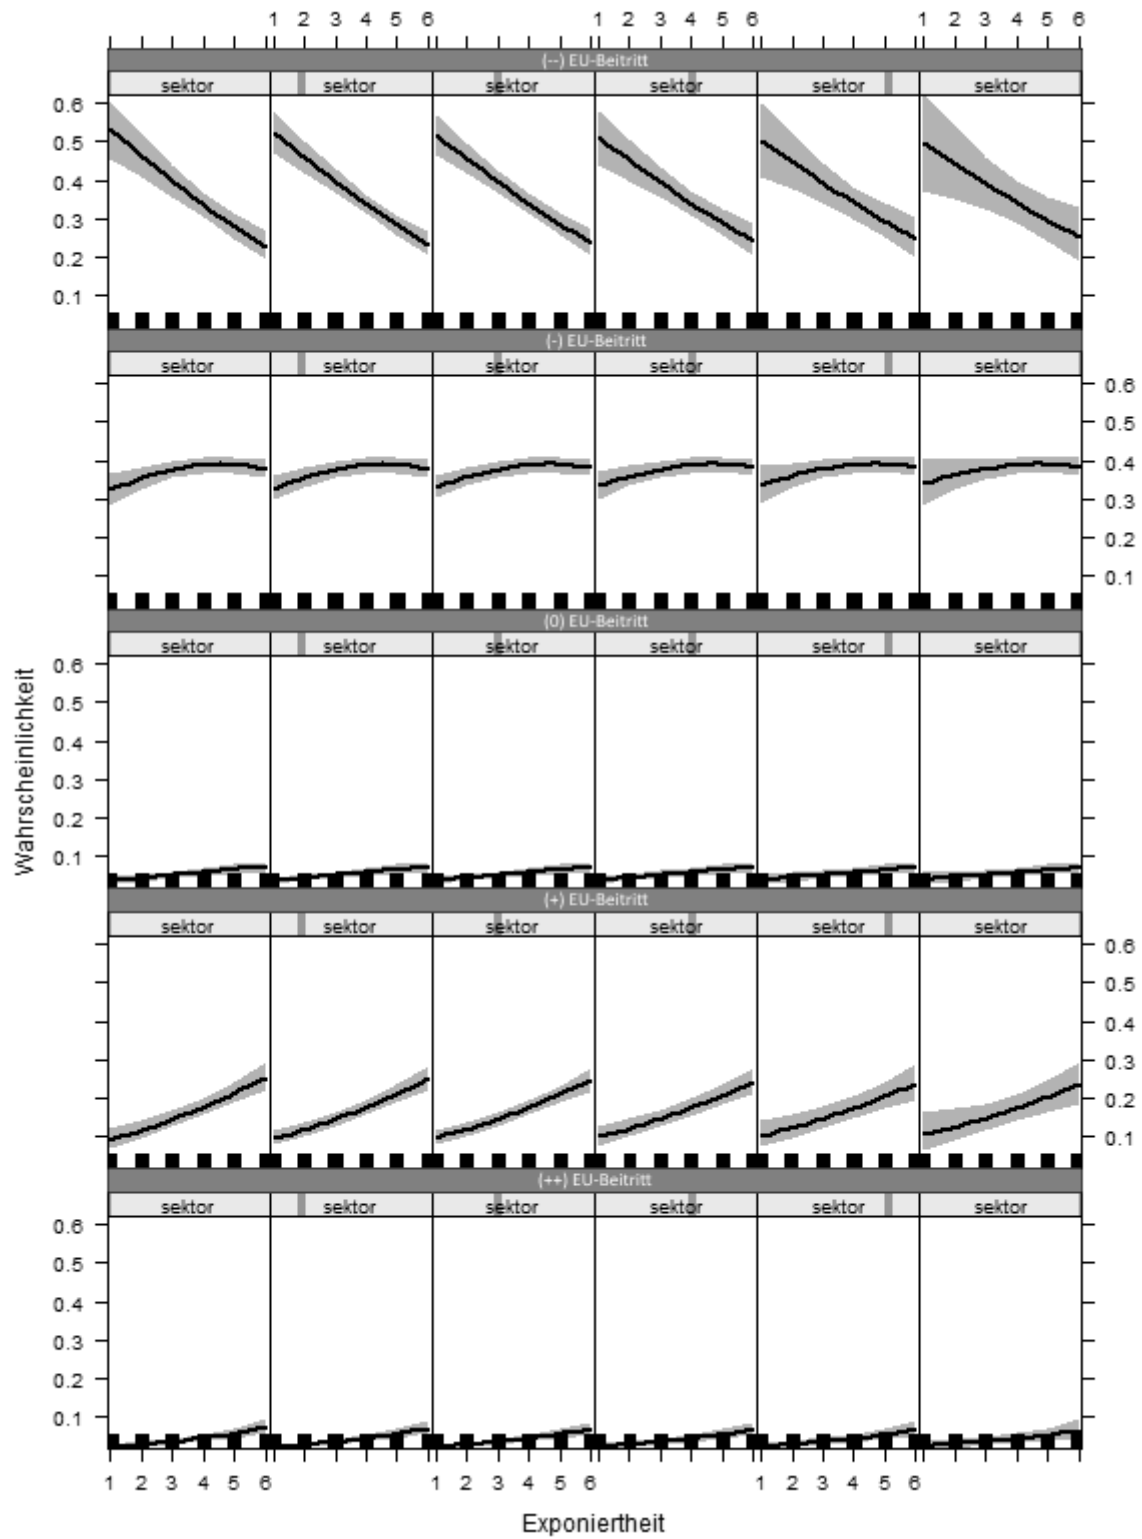 1 2 3 4 5 6 1 2 3 4 5 6 1 2 3 4 5 6
(--) EU-Beitritt
sektor sektor sektor sektor sektor sektor
0.6
0.5
0.4
0.3
0.2
0.1
(-) EU-Beitritt
sektor sektor sektor sektor sektor sektor
0.6
0.5
0.4
0.3
0.2
0.1
(0) EU-Beitritt
sektor sektor sektor sektor sektor sektor
0.6
0.5
0.4
0.3
0.2
0.1
Wahrscheinlichkeit
(+) EU-Beitritt
sektor sektor sektor sektor sektor sektor
0.6
0.5
0.4
0.3
0.2
0.1
(++) EU-Beitritt
sektor sektor sektor sektor sektor sektor
0.6
0.5
0.4
0.3
0.2
0.1
1 2 3 4 5 6 1 2 3 4 5 6 1 2 3 4 5 6
Exponiertheit